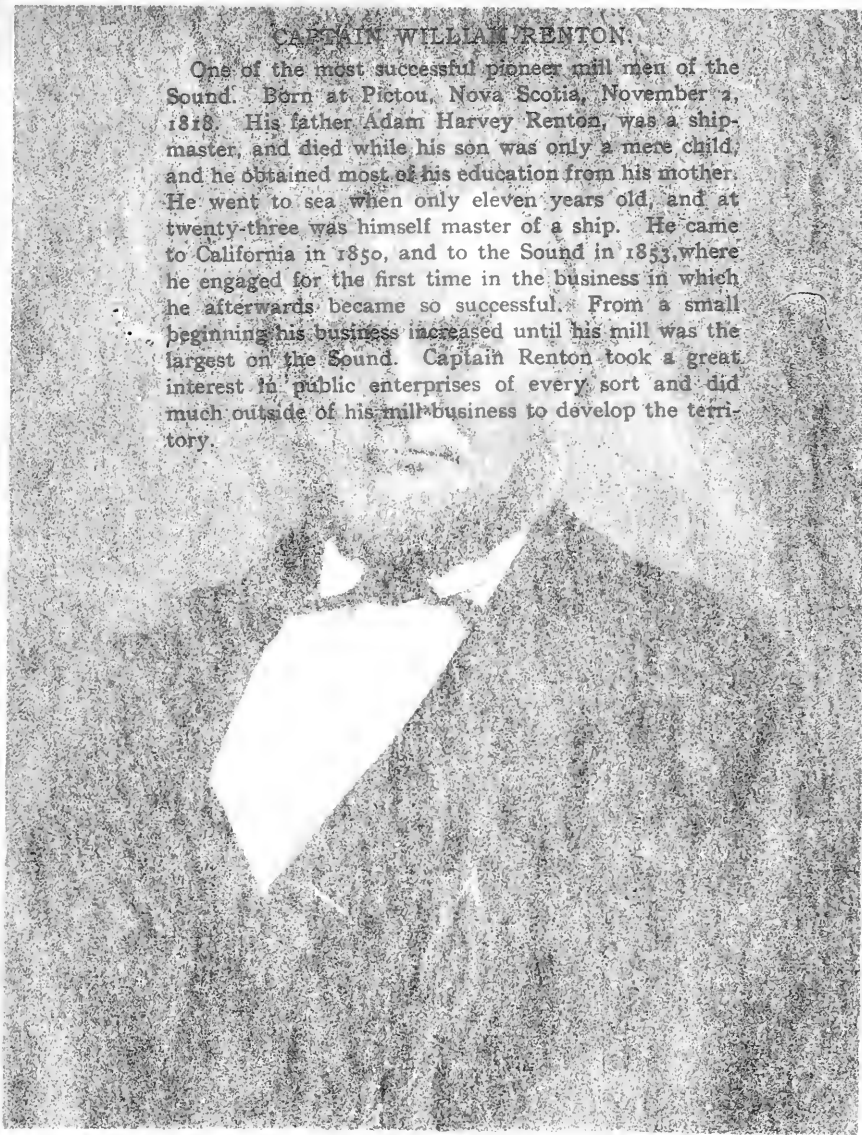 CAPTAIN WILLIAM RENTON.
One of the most successful pioneer mill men of the
Sound. Born at Pictou, Nova Scotia, November 2,
1818. His father Adam Harvey Renton, was a ship-
master, and died while his son was only a mere child,
and he obtained most of his education from his mother.
He went to sea when only eleven years old, and at
twenty-three was himself master of a ship. He came
to California in 1850, and to the Sound in 1853, where
he engaged for the first time in the business in which
he afterwards became so successful. From a small
beginning his business increased until his mill was the
largest on the Sound. Captain Renton took a great
interest in public enterprises of every sort and did
much outside of his mill business to develop the terri-
tory.